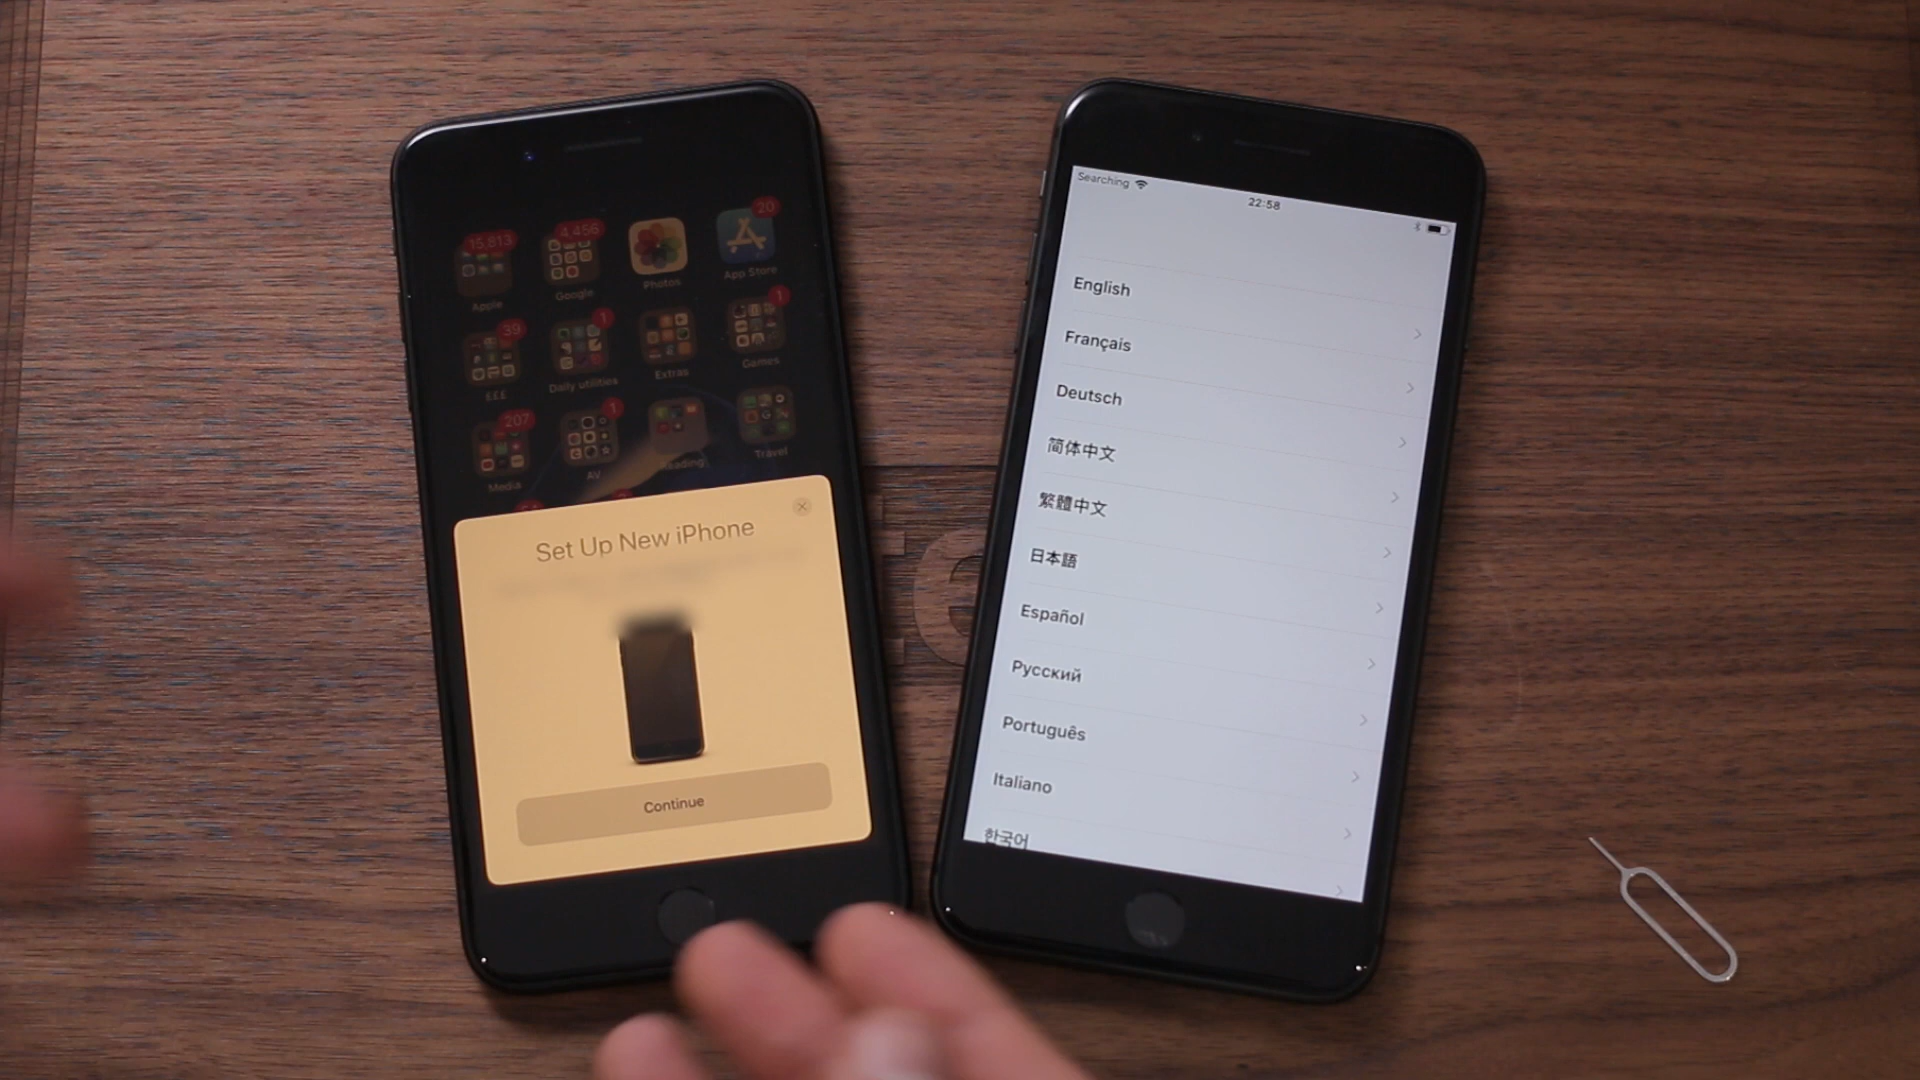 15,813
4,456
20
Apple
Google
Photos
App Store
39
1
1
£££
Daily utilities
Extras
Games
207
1
Media
AV
Travel
Set Up New iPhone
Continue
Searching
22:58
English
Français
Deutsch
简体中文
繁體中文
日本語
Español
Русский
Português
Italiano
한국어